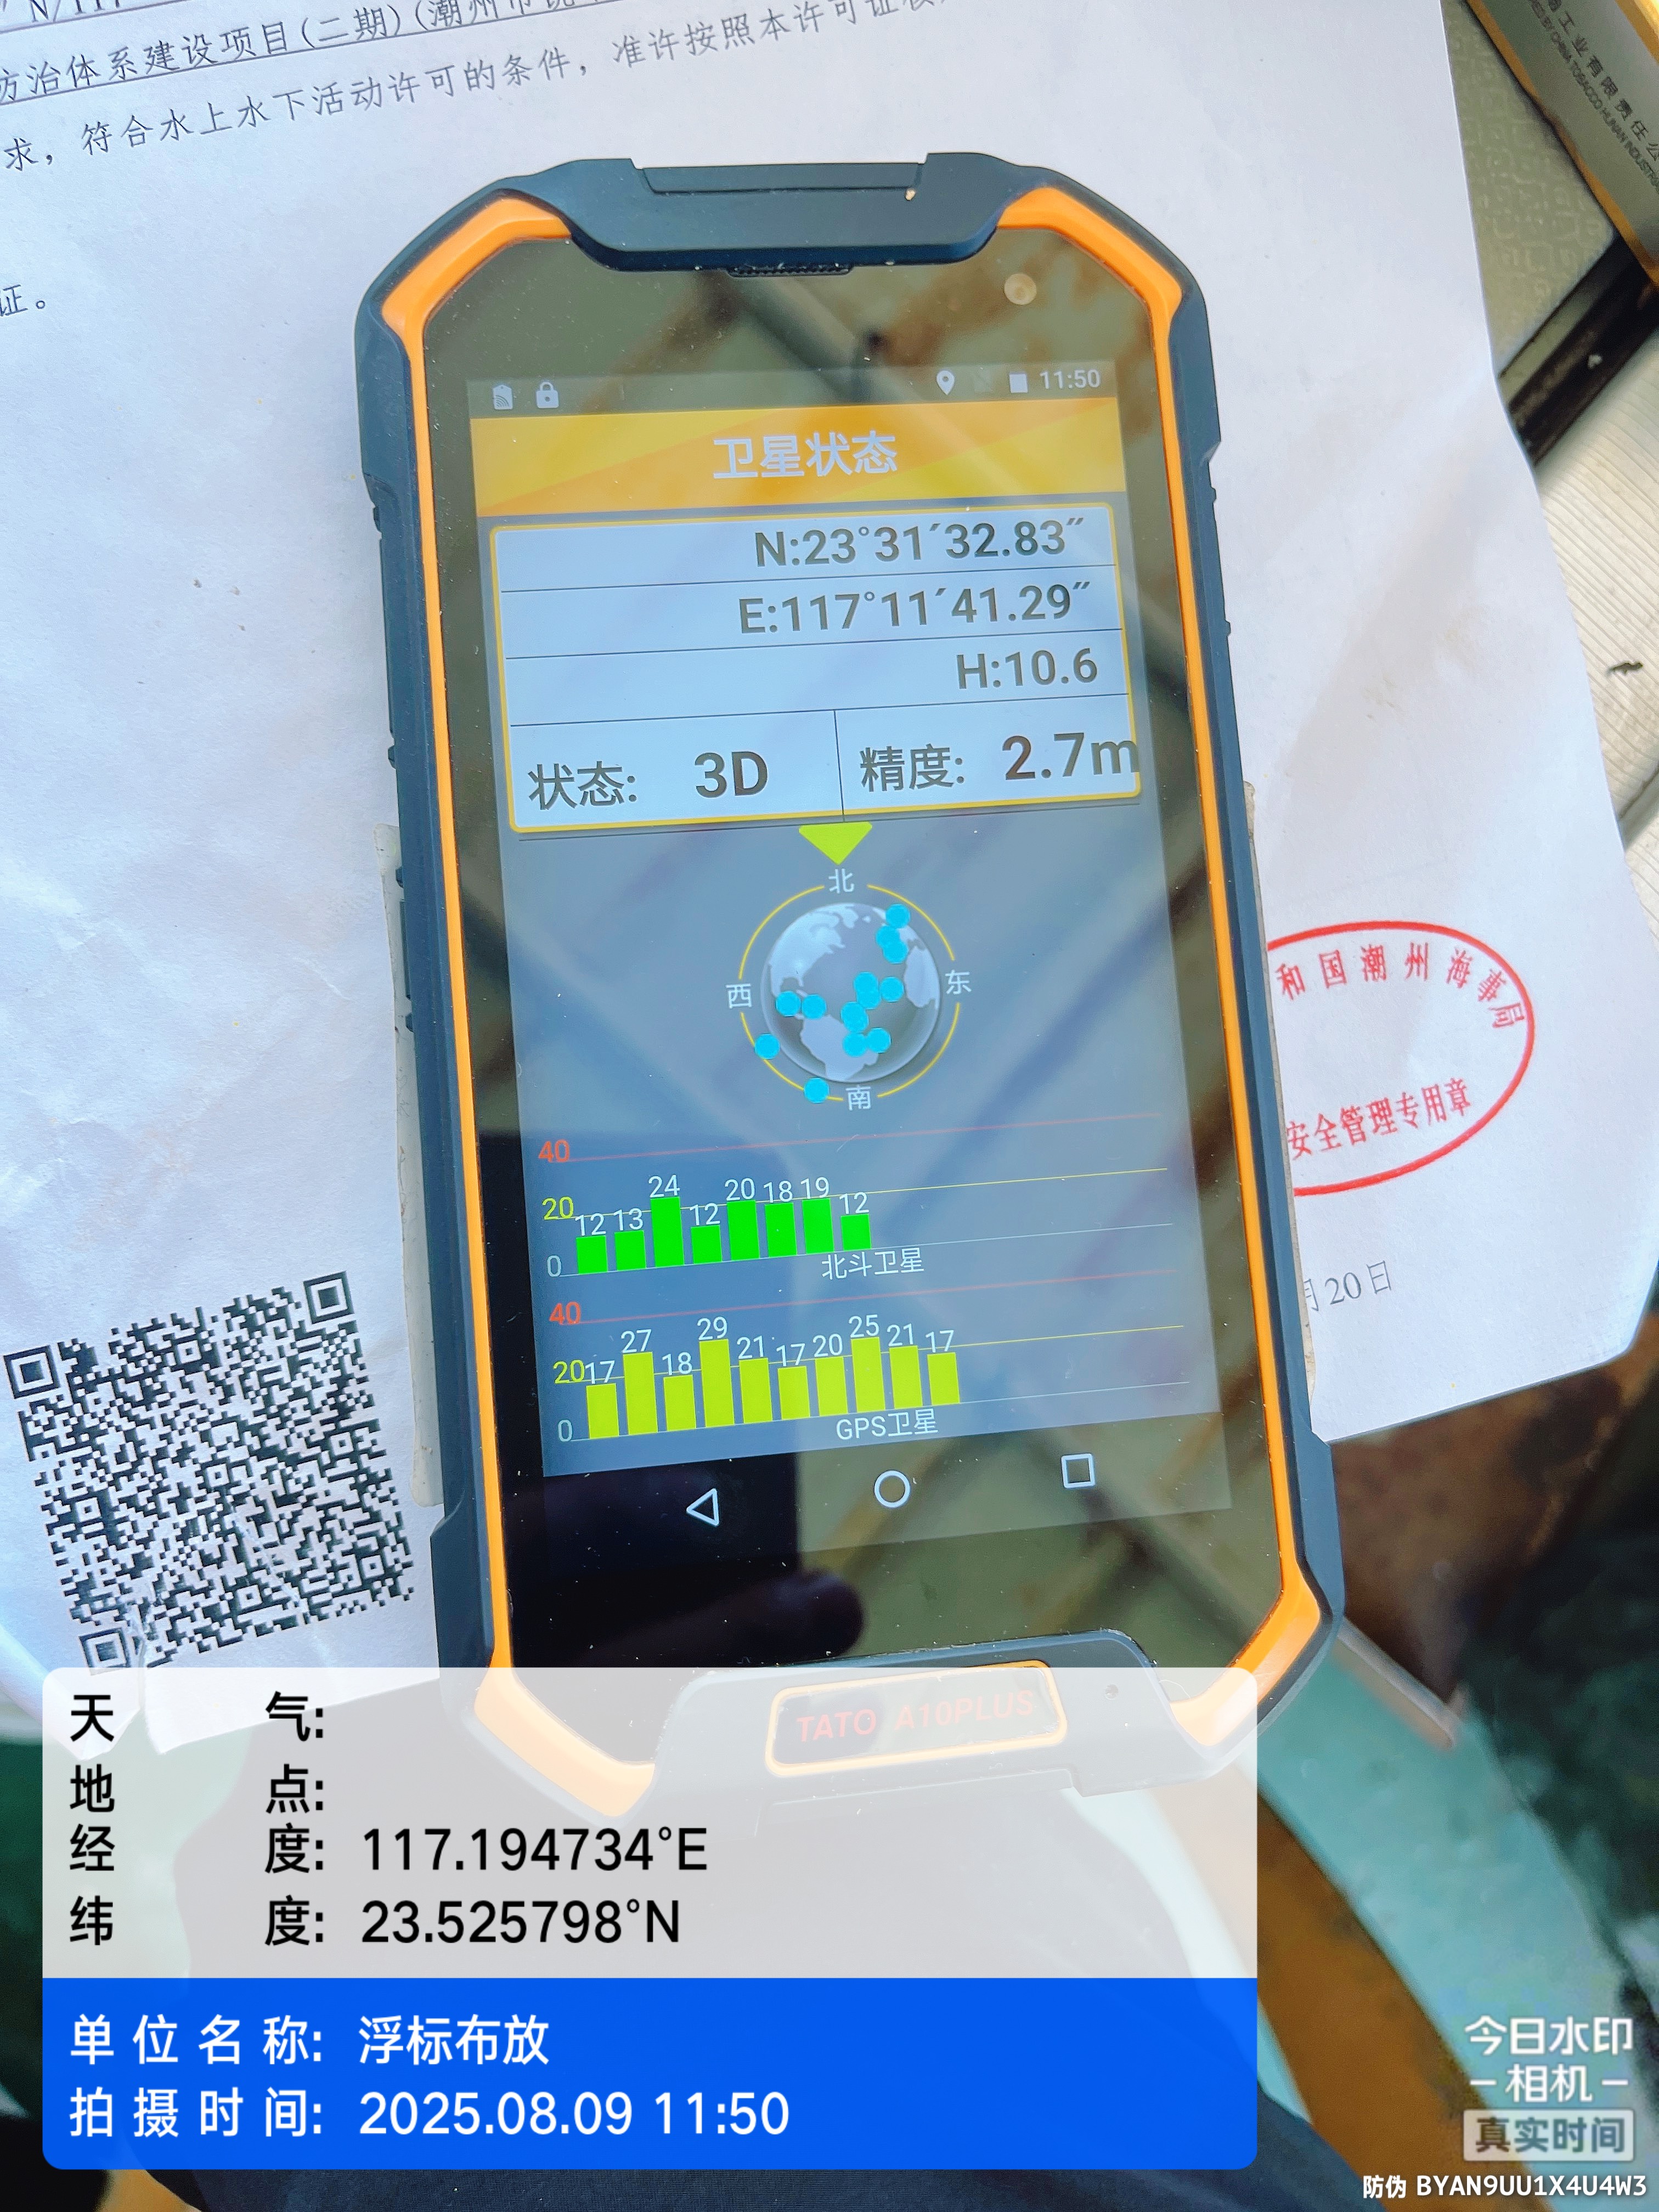 方治体系建设项目(二期)(潮州市
求，符合水上水下活动许可的条件，准许按照本许可证
证。
工业有限责任公
11:50
卫星状态
N:23°31′32.83″
E:117°11′41.29″
H:10.6
状态: 3D 精度: 2.7m
北
西 东
南
40
20
0
12 13 24 12 20 18 19 12
北斗卫星
40
20
0
17 27 18 29 21 17 20 25 21 17
GPS卫星
TATO A10PLUS
和国潮州海事局
安全管理专用章
月20日
天气:
地点:
经度: 117.194734°E
纬度: 23.525798°N
单位名称: 浮标布放
拍摄时间: 2025.08.09 11:50
今日水印
相机
真实时间
防伪 BYAN9UU1X4U4W3